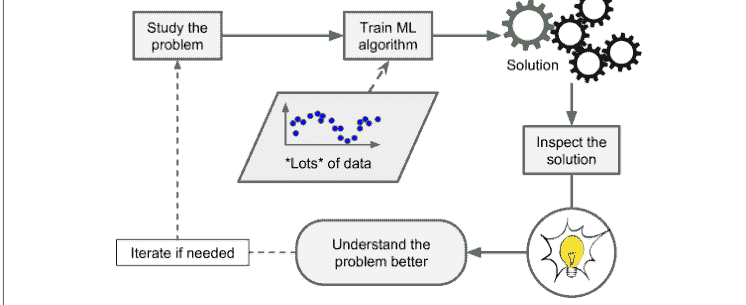 Study the
problem
Train ML
algorithm
Solution
*Lots* of data
Inspect the
solution
Understand the
problem better
Iterate if needed